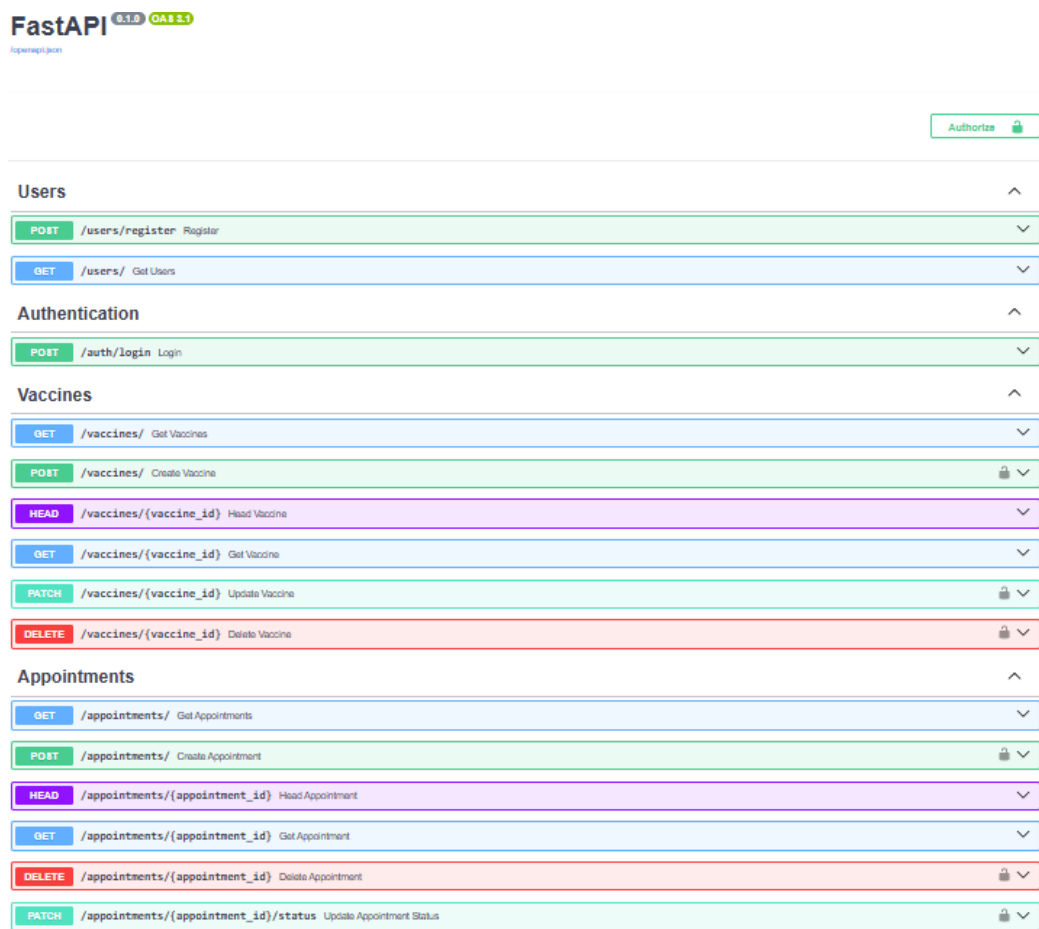 FastAPI 0.1.0 OAS 3.1
/openapi.json
Authorize
Users
POST /users/register Register
GET /users/ Get Users
Authentication
POST /auth/login Login
Vaccines
GET /vaccines/ Get Vaccines
POST /vaccines/ Create Vaccine
HEAD /vaccines/{vaccine_id} Head Vaccine
GET /vaccines/{vaccine_id} Get Vaccine
PATCH /vaccines/{vaccine_id} Update Vaccine
DELETE /vaccines/{vaccine_id} Delete Vaccine
Appointments
GET /appointments/ Get Appointments
POST /appointments/ Create Appointment
HEAD /appointments/{appointment_id} Head Appointment
GET /appointments/{appointment_id} Get Appointment
DELETE /appointments/{appointment_id} Delete Appointment
PATCH /appointments/{appointment_id}/status Update Appointment Status